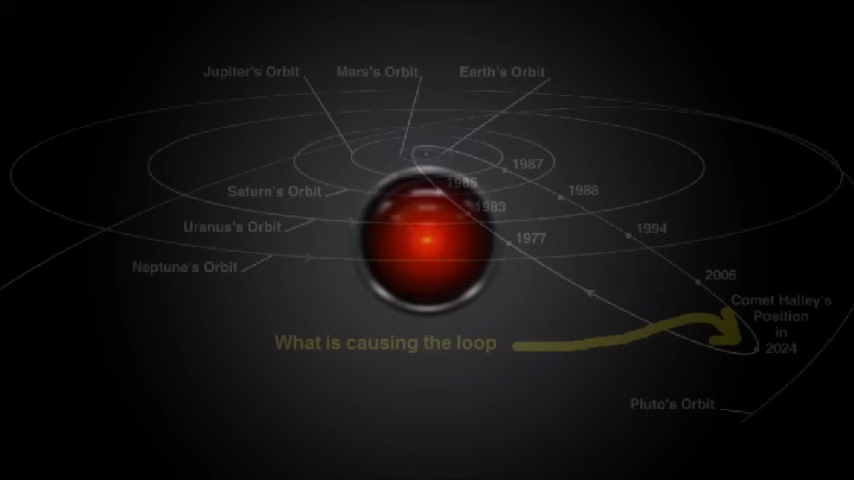 Jupiter's Orbit
Mars's Orbit
Earth's Orbit
1987
1985
1988
Saturn's Orbit
1983
Uranus's Orbit
1994
1977
Neptune's Orbit
2005
Comet Halley's
Position
in
2024
What is causing the loop
Pluto's Orbit